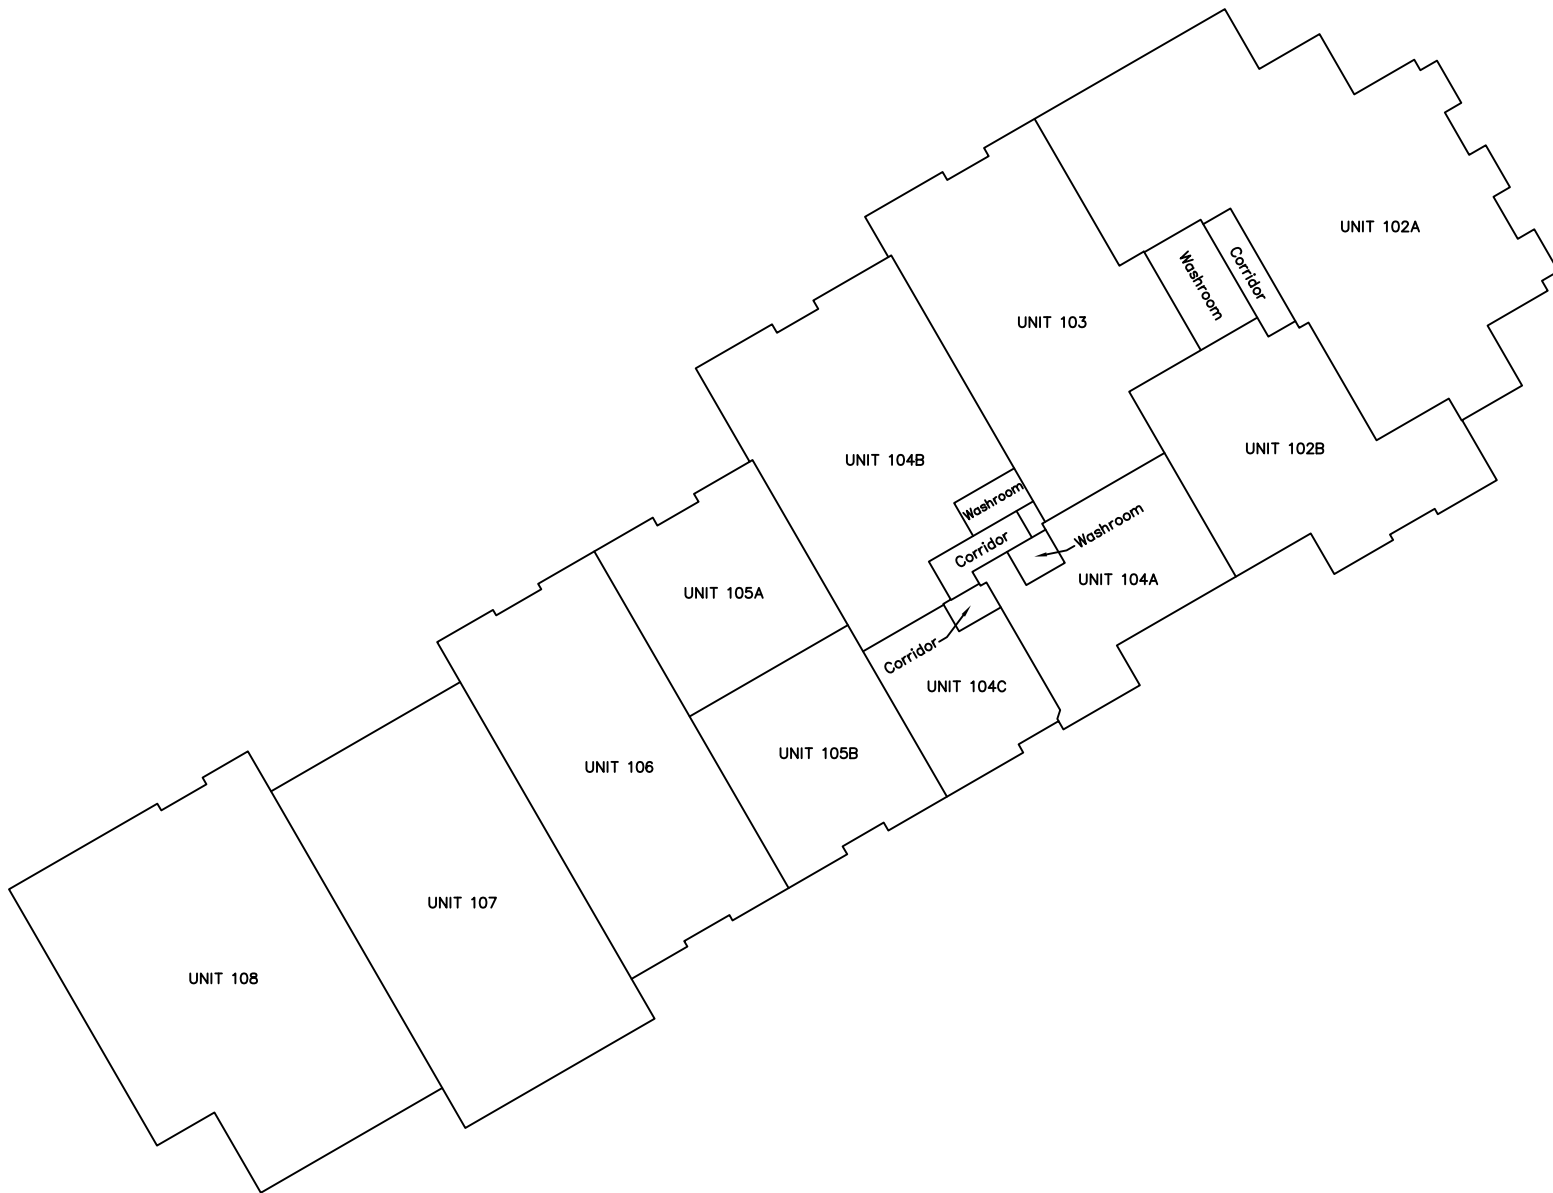 UNIT 102A
Washroom
Corridor
UNIT 103
UNIT 102B
UNIT 104B
Washroom
Washroom
Corridor
UNIT 104A
UNIT 105A
Corridor
UNIT 104C
UNIT 105B
UNIT 106
UNIT 107
UNIT 108